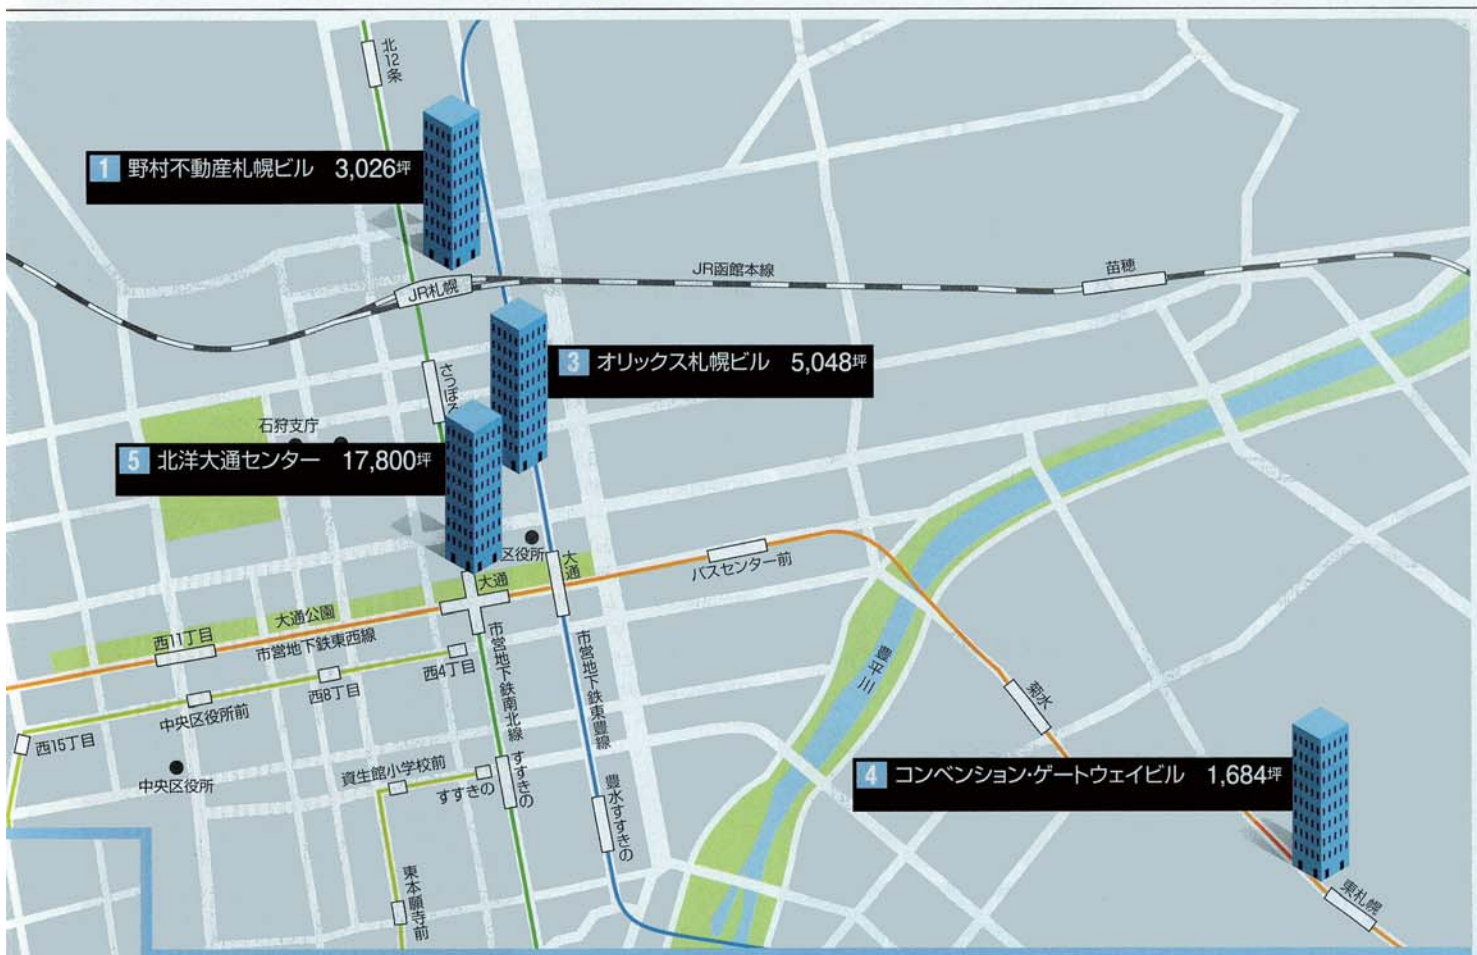 北12条
1 野村不動産札幌ビル 3,026坪
JR函館本線
苗穂
JR札幌
3 オリックス札幌ビル 5,048坪
さっぽろ
石狩支庁
5 北洋大通センター 17,800坪
区役所
大通
大通
バスセンター前
大通公園
西11丁目
市営地下鉄東西線
西4丁目
西8丁目
中央区役所前
西15丁目
中央区役所
市営地下鉄南北線
市営地下鉄東豊線
豊平川
菊水
資生館小学校前
すすきの
すすきの
豊水すすきの
4 コンベンション・ゲートウェイビル 1,684坪
東本願寺前
東札幌